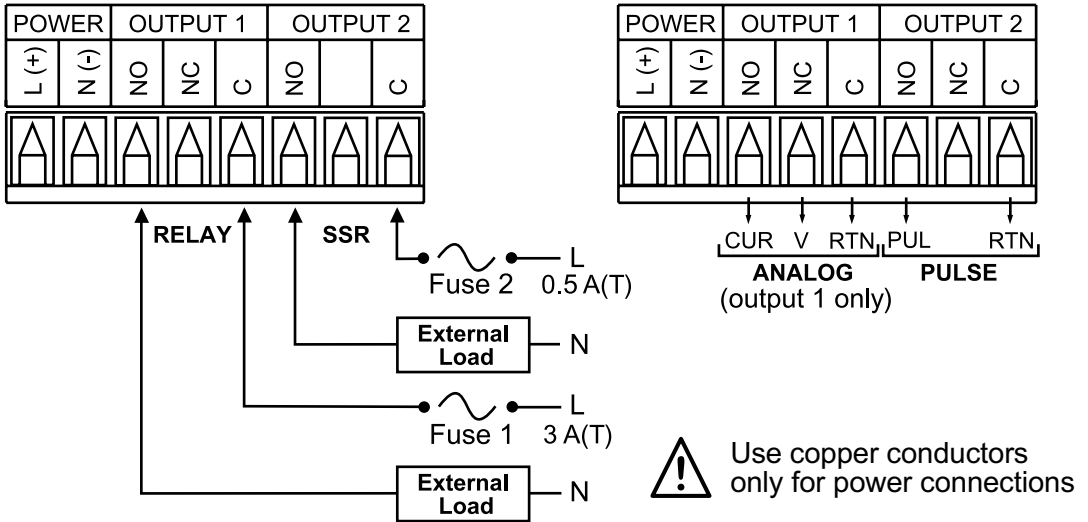 POWER OUTPUT 1 OUTPUT 2
L (+) N (-) NO NC C NO C
RELAY SSR
L
Fuse 2 0.5 A(T)
External
Load
N
L
Fuse 1 3 A(T)
External
Load
N
POWER OUTPUT 1 OUTPUT 2
L (+) N (-) NO NC C NO NC C
CUR V RTN PUL RTN
ANALOG PULSE
(output 1 only)
Use copper conductors
only for power connections